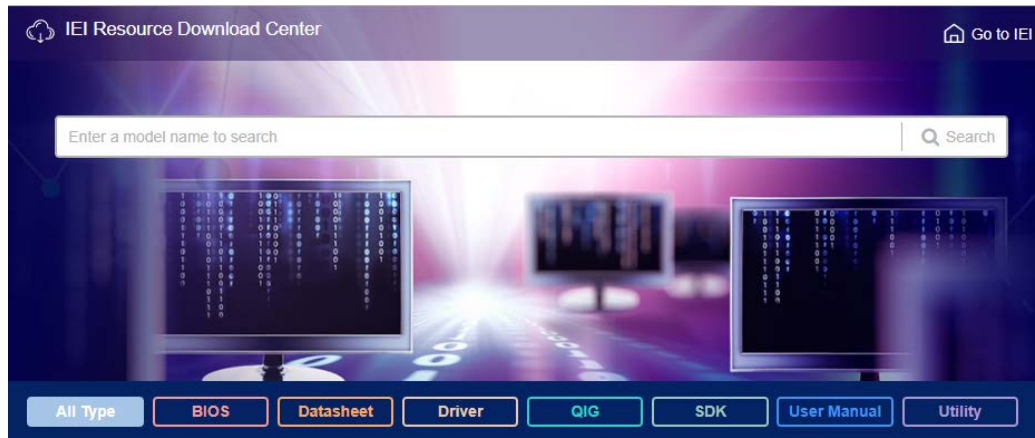 IEI Resource Download Center
Go to IEI
Enter a model name to search
Search
All Type
BIOS
Datasheet
Driver
QIG
SDK
User Manual
Utility